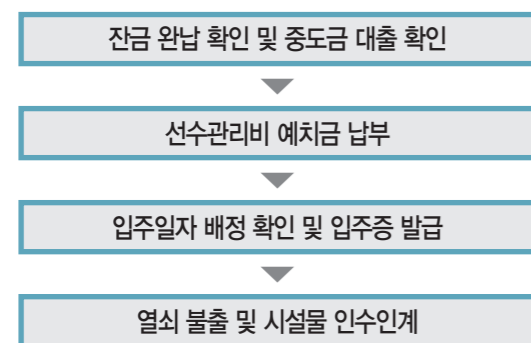 잔금 완납 확인 및 중도금 대출 확인
선수관리비 예치금 납부
입주일자 배정 확인 및 입주증 발급
열쇠 불출 및 시설물 인수인계